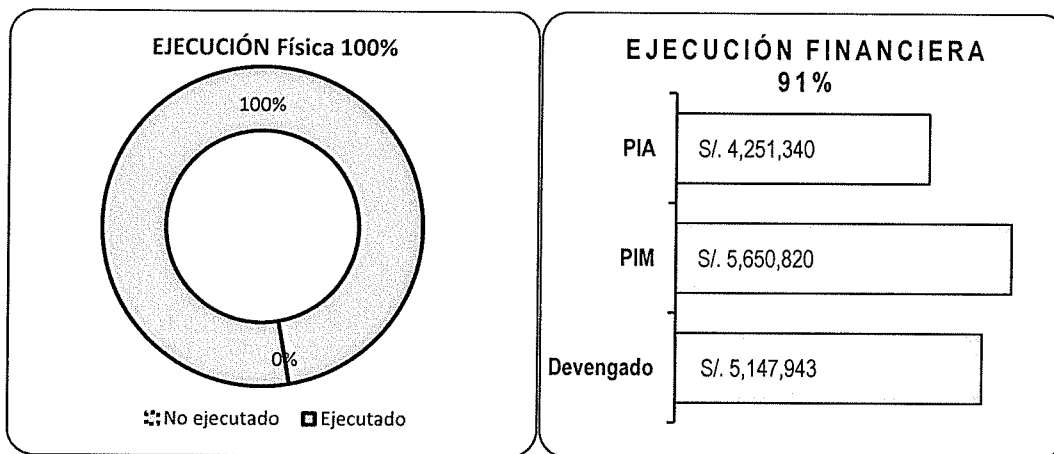 EJECUCIÓN Física 100%
100%
0%
No ejecutado Ejecutado
EJECUCIÓN FINANCIERA
91%
PIA S/. 4,251,340
PIM S/. 5,650,820
Devengado S/. 5,147,943